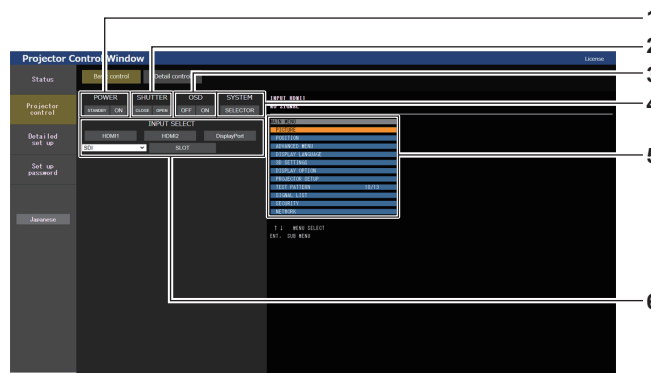 1
2
3
4
5
6
Projector Control Window
License
Status
Basic control
Detail control
Projector control
Detailed set up
Set up password
Japanese
POWER
SHUTTER
OSD
SYSTEM
STANDBY ON
CLOSE OPEN
OFF ON
SELECTOR
INPUT SELECT
HDMI1
HDMI2
DisplayPort
SDI
SLOT
INPUT HDMI1
NO SIGNAL
MAIN MENU
PICTURE
POSITION
ADVANCED MENU
DISPLAY LANGUAGE
3D SETTINGS
DISPLAY OPTION
PROJECTOR SETUP
TEST PATTERN
SIGNAL LIST
SECURITY
NETWORK
↑↓ MENU SELECT
ENT. SUB MENU